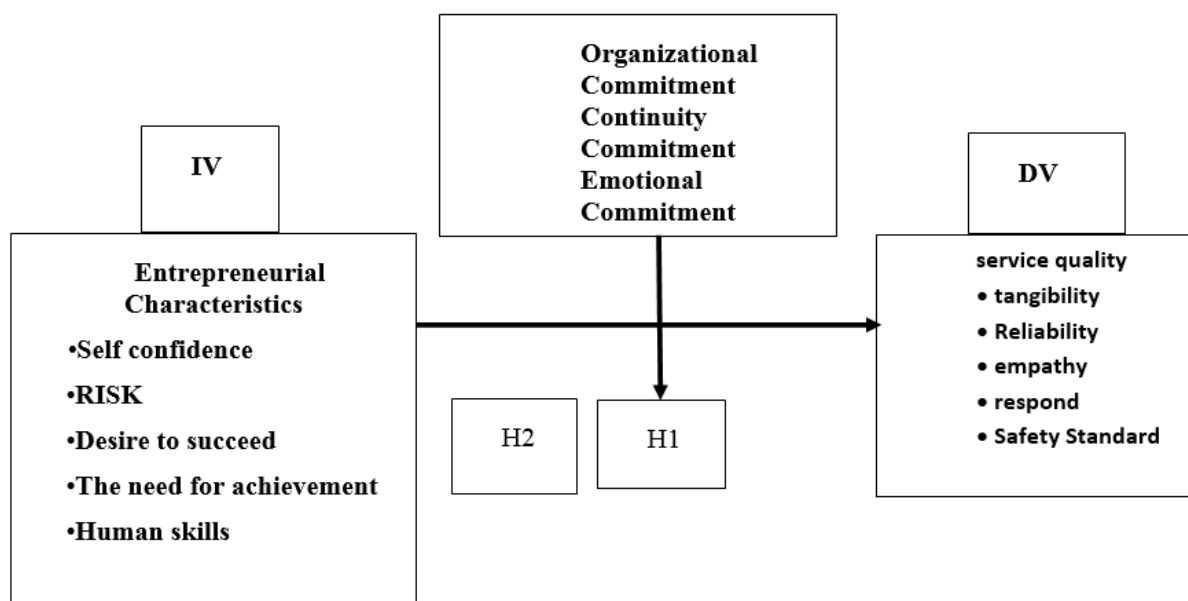 Organizational
Commitment
Continuity
Commitment
Emotional
Commitment
IV
DV
Entrepreneurial
Characteristics
•Self confidence
•RISK
•Desire to succeed
•The need for achievement
•Human skills
service quality
• tangibility
• Reliability
• empathy
• respond
• Safety Standard
H2
H1